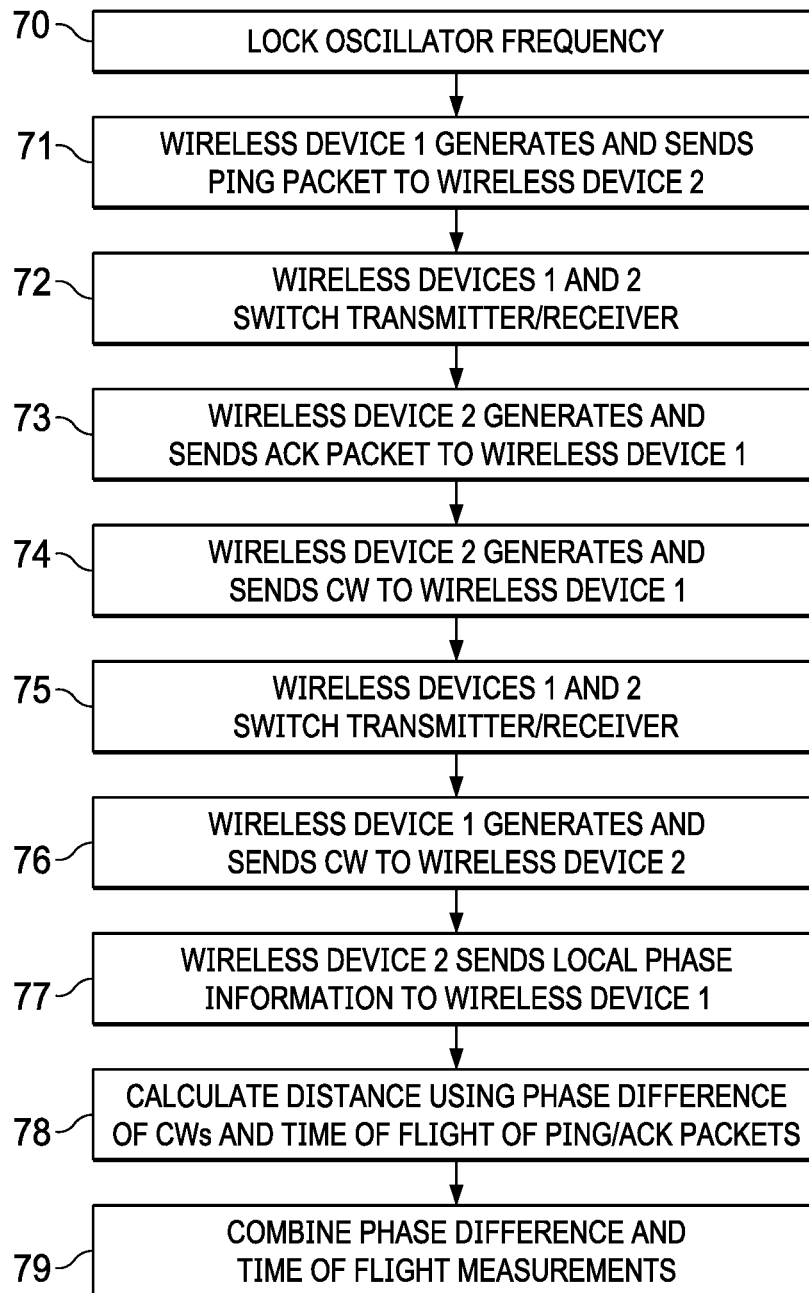 70
LOCK OSCILLATOR FREQUENCY
71
WIRELESS DEVICE 1 GENERATES AND SENDS
PING PACKET TO WIRELESS DEVICE 2
72
WIRELESS DEVICES 1 AND 2
SWITCH TRANSMITTER/RECEIVER
73
WIRELESS DEVICE 2 GENERATES AND
SENDS ACK PACKET TO WIRELESS DEVICE 1
74
WIRELESS DEVICE 2 GENERATES AND
SENDS CW TO WIRELESS DEVICE 1
75
WIRELESS DEVICES 1 AND 2
SWITCH TRANSMITTER/RECEIVER
76
WIRELESS DEVICE 1 GENERATES AND
SENDS CW TO WIRELESS DEVICE 2
77
WIRELESS DEVICE 2 SENDS LOCAL PHASE
INFORMATION TO WIRELESS DEVICE 1
78
CALCULATE DISTANCE USING PHASE DIFFERENCE
OF CWs AND TIME OF FLIGHT OF PING/ACK PACKETS
79
COMBINE PHASE DIFFERENCE AND
TIME OF FLIGHT MEASUREMENTS